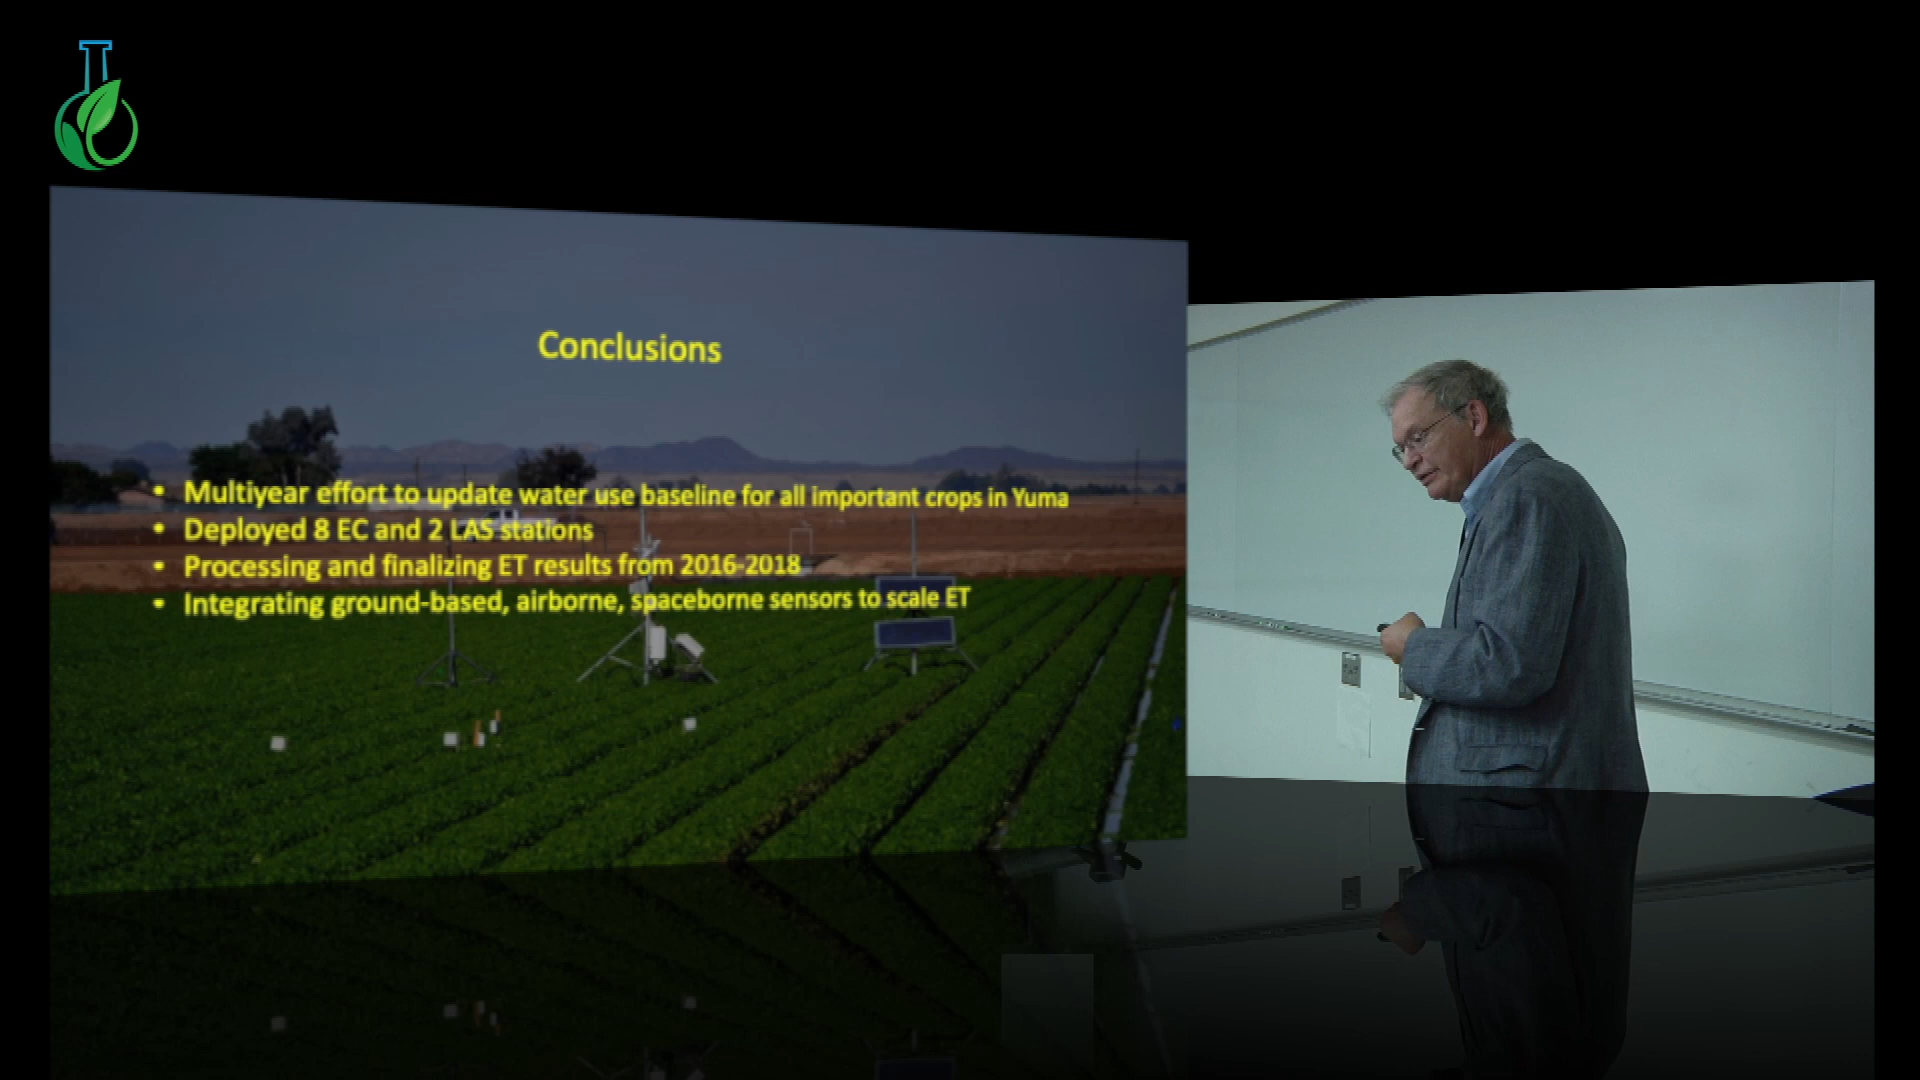 Conclusions
• Multiyear effort to update water use baseline for all important crops in Yuma
• Deployed 8 EC and 2 LAS stations
• Processing and finalizing ET results from 2016-2018
• Integrating ground-based, airborne, spaceborne sensors to scale ET